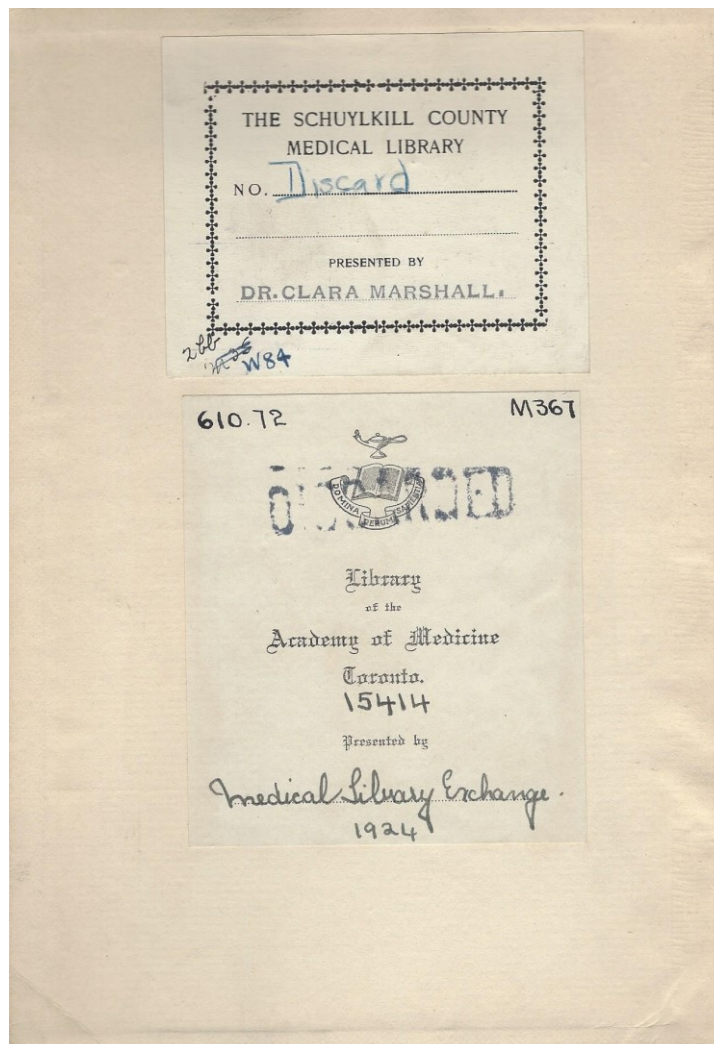 THE SCHUYLKILL COUNTY
MEDICAL LIBRARY
NO. Discard
PRESENTED BY
DR. CLARA MARSHALL.
266
W84
610.72 M367
DOMINA RERUM SAPIENTIA
Library
of the
Academy of Medicine
Toronto.
15414
Presented by
Medical Library Exchange.
1924